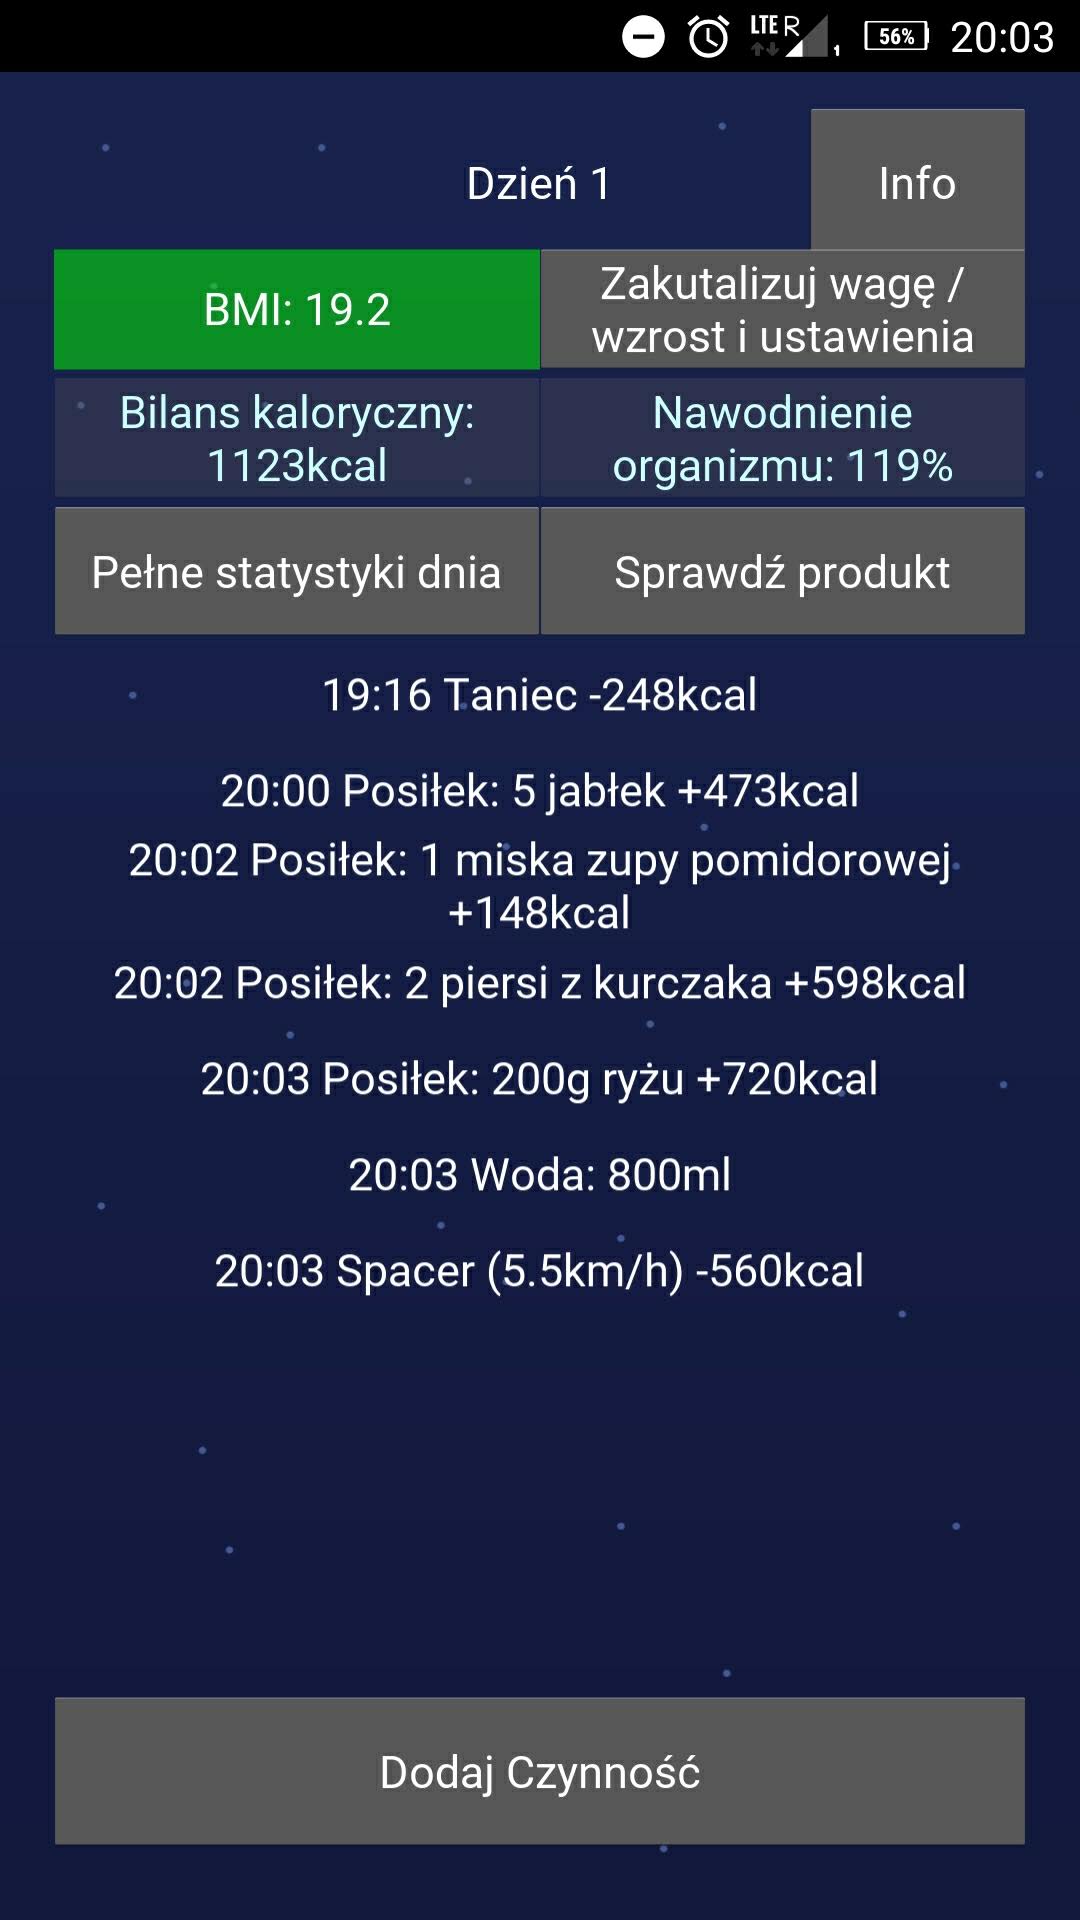 LTE R
1
56%
20:03
Dzień 1
Info
BMI: 19.2
Zakutalizuj wagę /
wzrost i ustawienia
Bilans kaloryczny:
1123kcal
Nawodnienie
organizmu: 119%
Pełne statystyki dnia
Sprawdź produkt
19:16 Taniec -248kcal
20:00 Posiłek: 5 jabłek +473kcal
20:02 Posiłek: 1 miska zupy pomidorowej
+148kcal
20:02 Posiłek: 2 piersi z kurczaka +598kcal
20:03 Posiłek: 200g ryżu +720kcal
20:03 Woda: 800ml
20:03 Spacer (5.5km/h) -560kcal
Dodaj Czynność